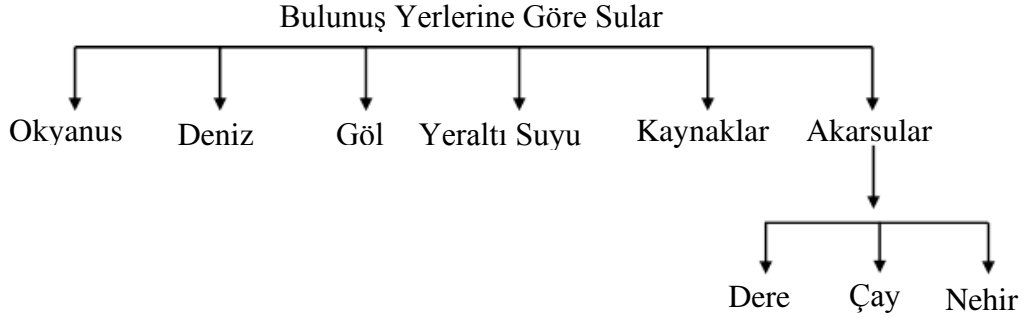 Bulunuş Yerlerine Göre Sular
Okyanus Deniz Göl Yeraltı Suyu Kaynaklar Akarsular
Dere Çay Nehir